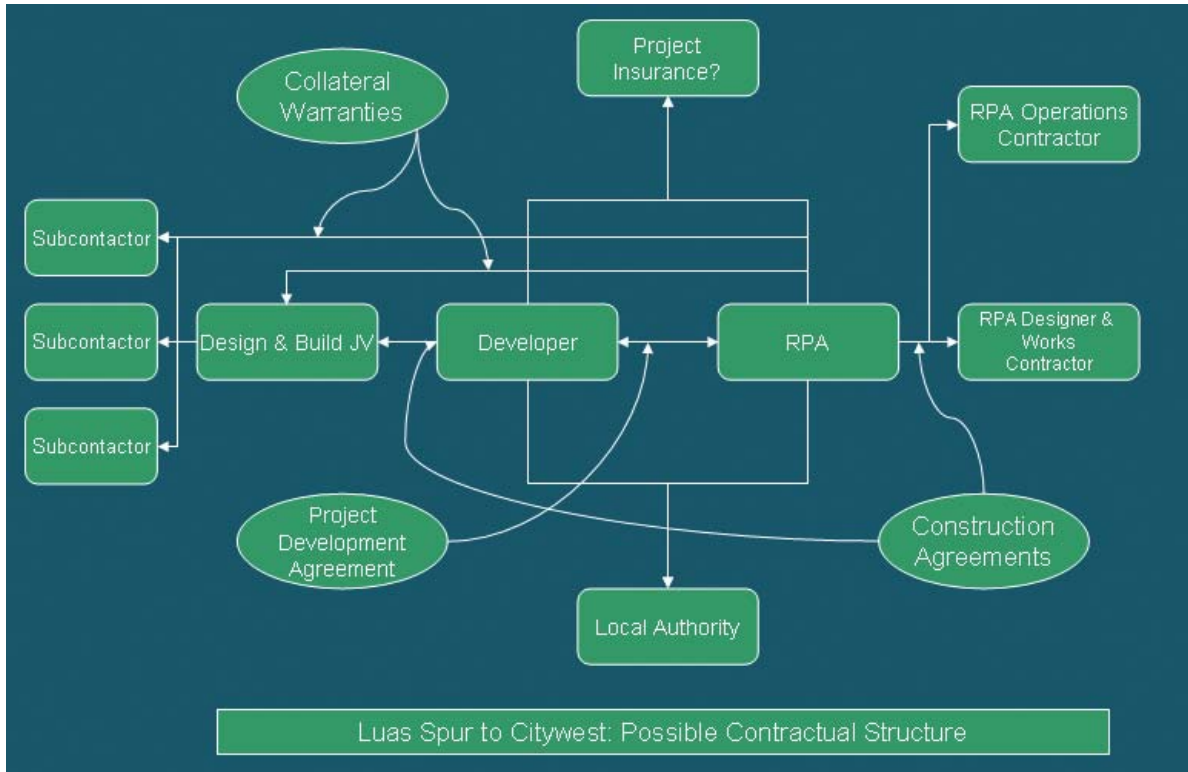 Project
Insurance?
Collateral
Warranties
RPA Operations
Contractor
Subcontactor
Subcontactor
Design & Build JV
Developer
RPA
RPA Designer &
Works
Contractor
Subcontactor
Project
Development
Agreement
Construction
Agreements
Local Authority
Luas Spur to Citywest: Possible Contractual Structure